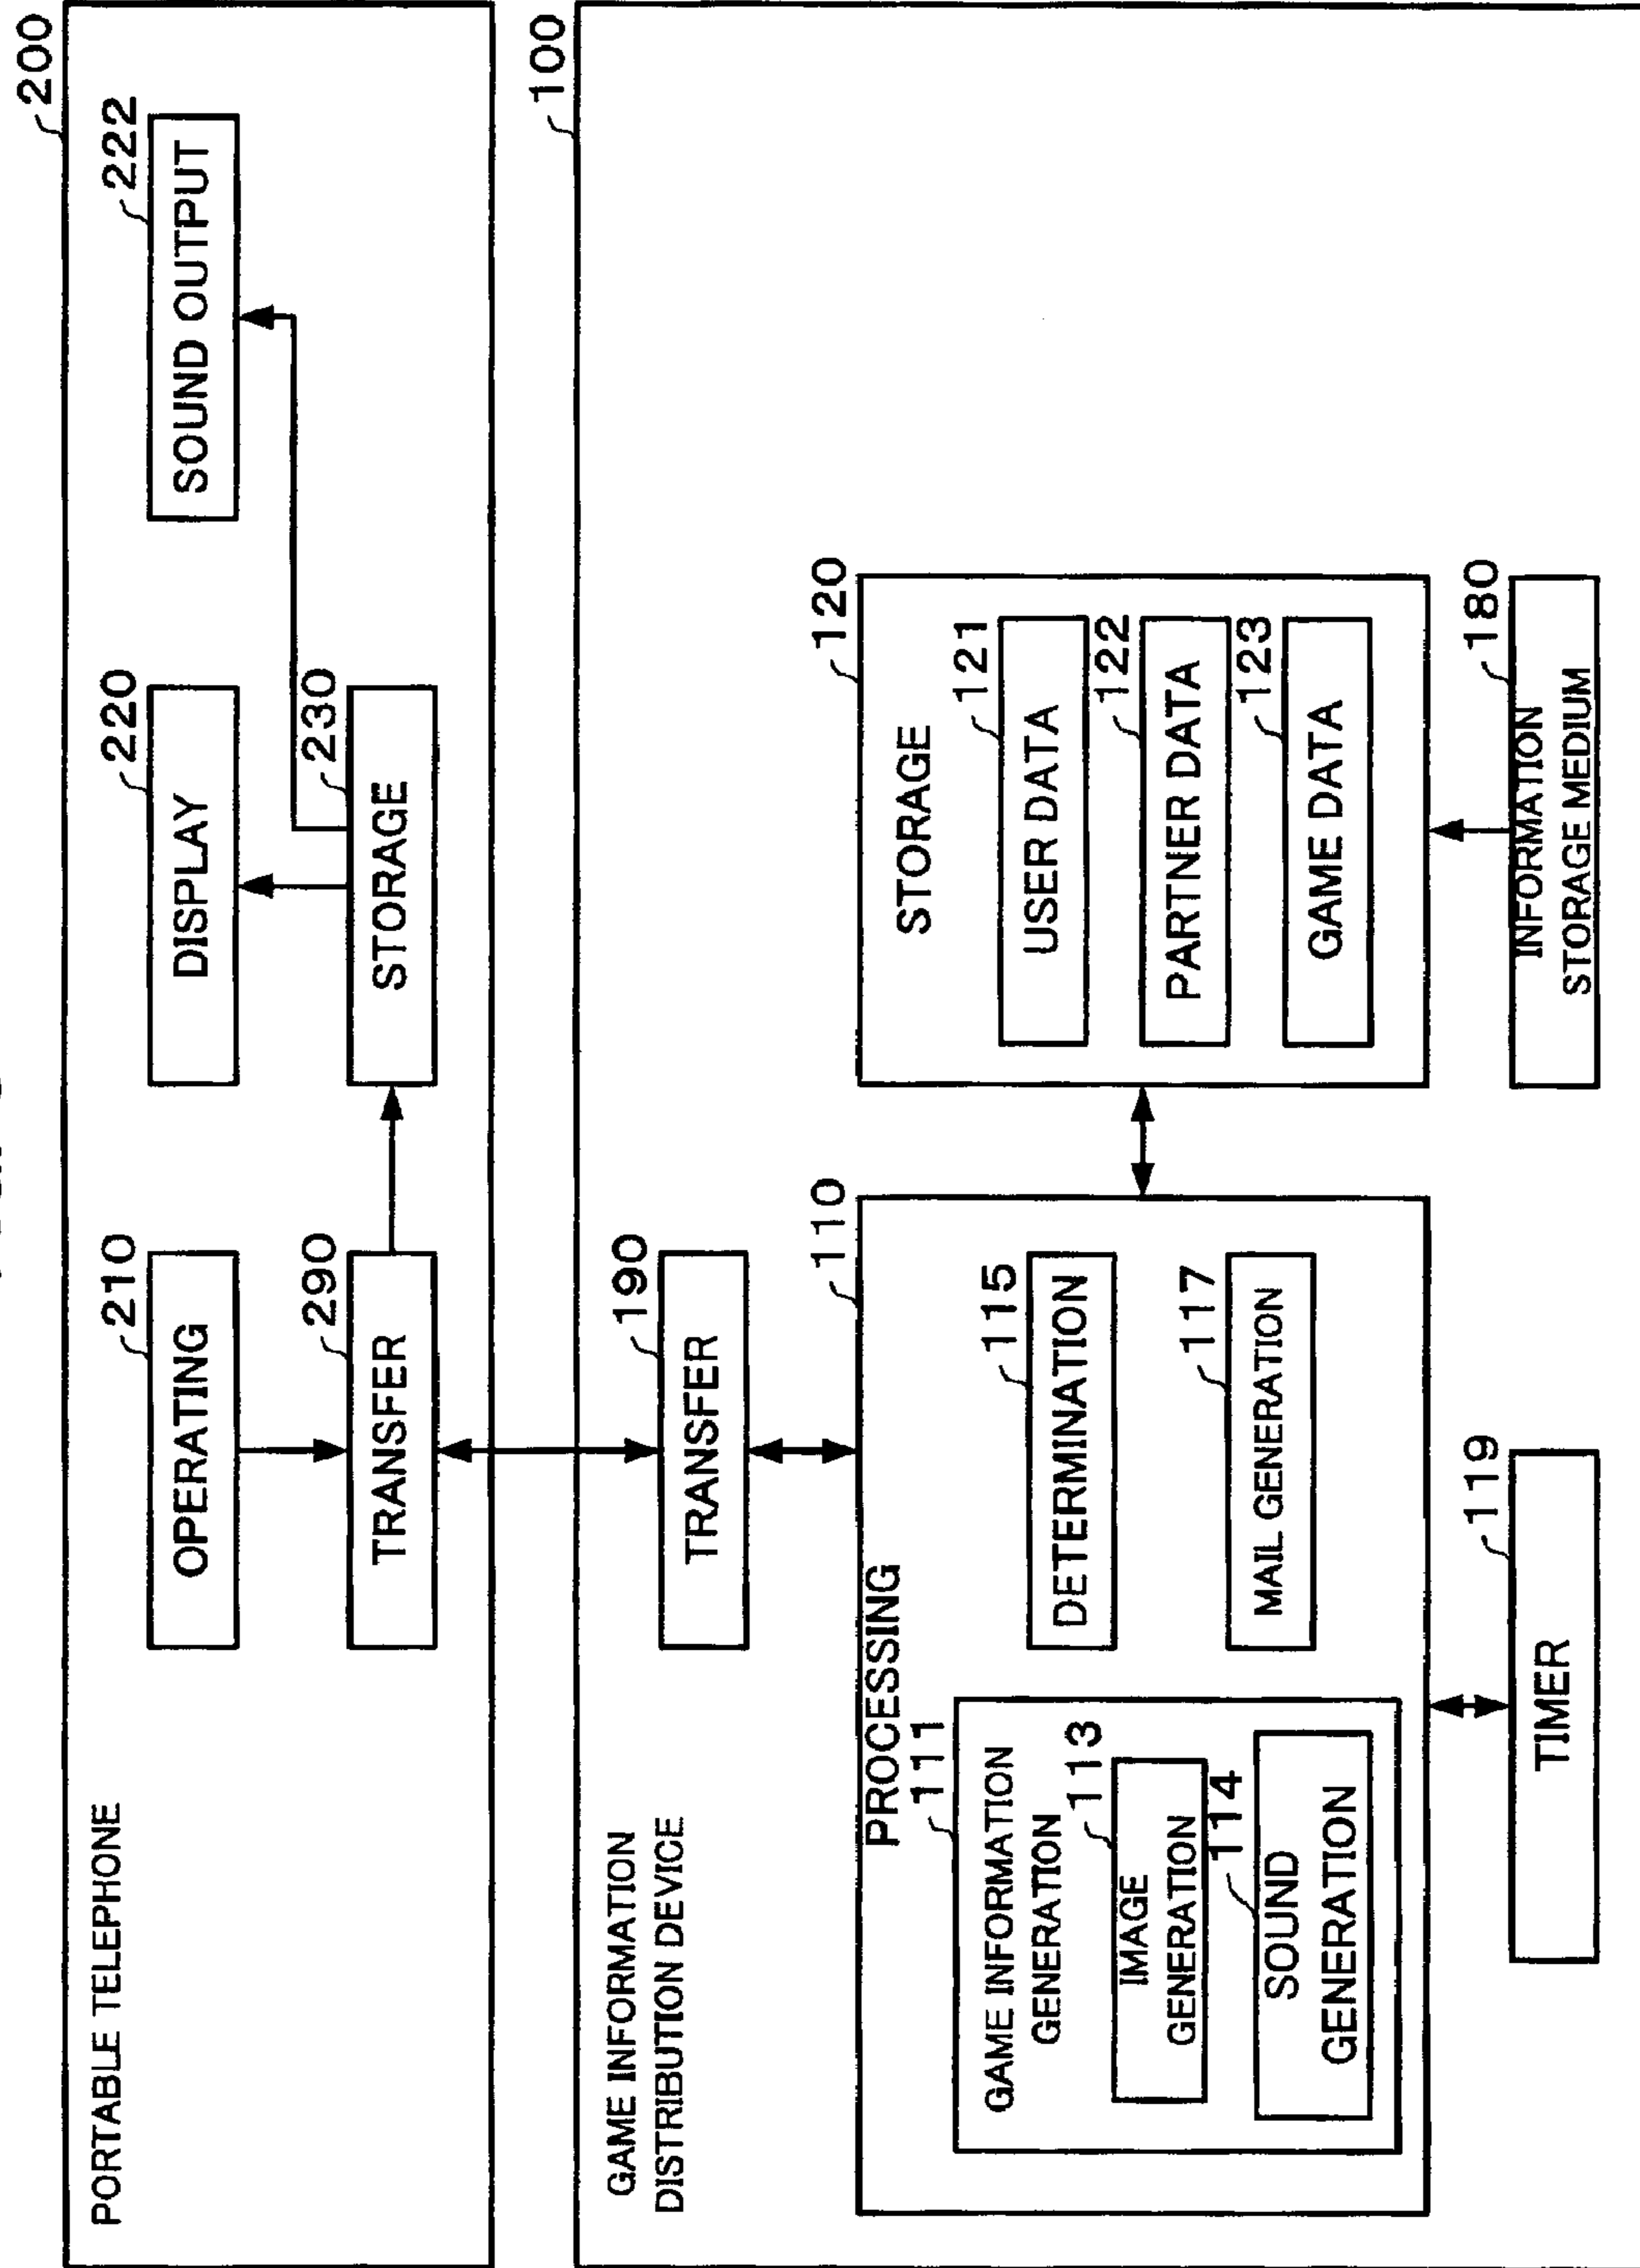 200
PORTABLE TELEPHONE
210
OPERATING
220
DISPLAY
222
SOUND OUTPUT
290
TRANSFER
230
STORAGE
100
GAME INFORMATION
DISTRIBUTION DEVICE
190
TRANSFER
110
PROCESSING
111
GAME INFORMATION
GENERATION
113
IMAGE
GENERATION
114
SOUND
GENERATION
115
DETERMINATION
117
MAIL GENERATION
120
STORAGE
121
USER DATA
122
PARTNER DATA
123
GAME DATA
119
TIMER
180
INFORMATION
STORAGE MEDIUM